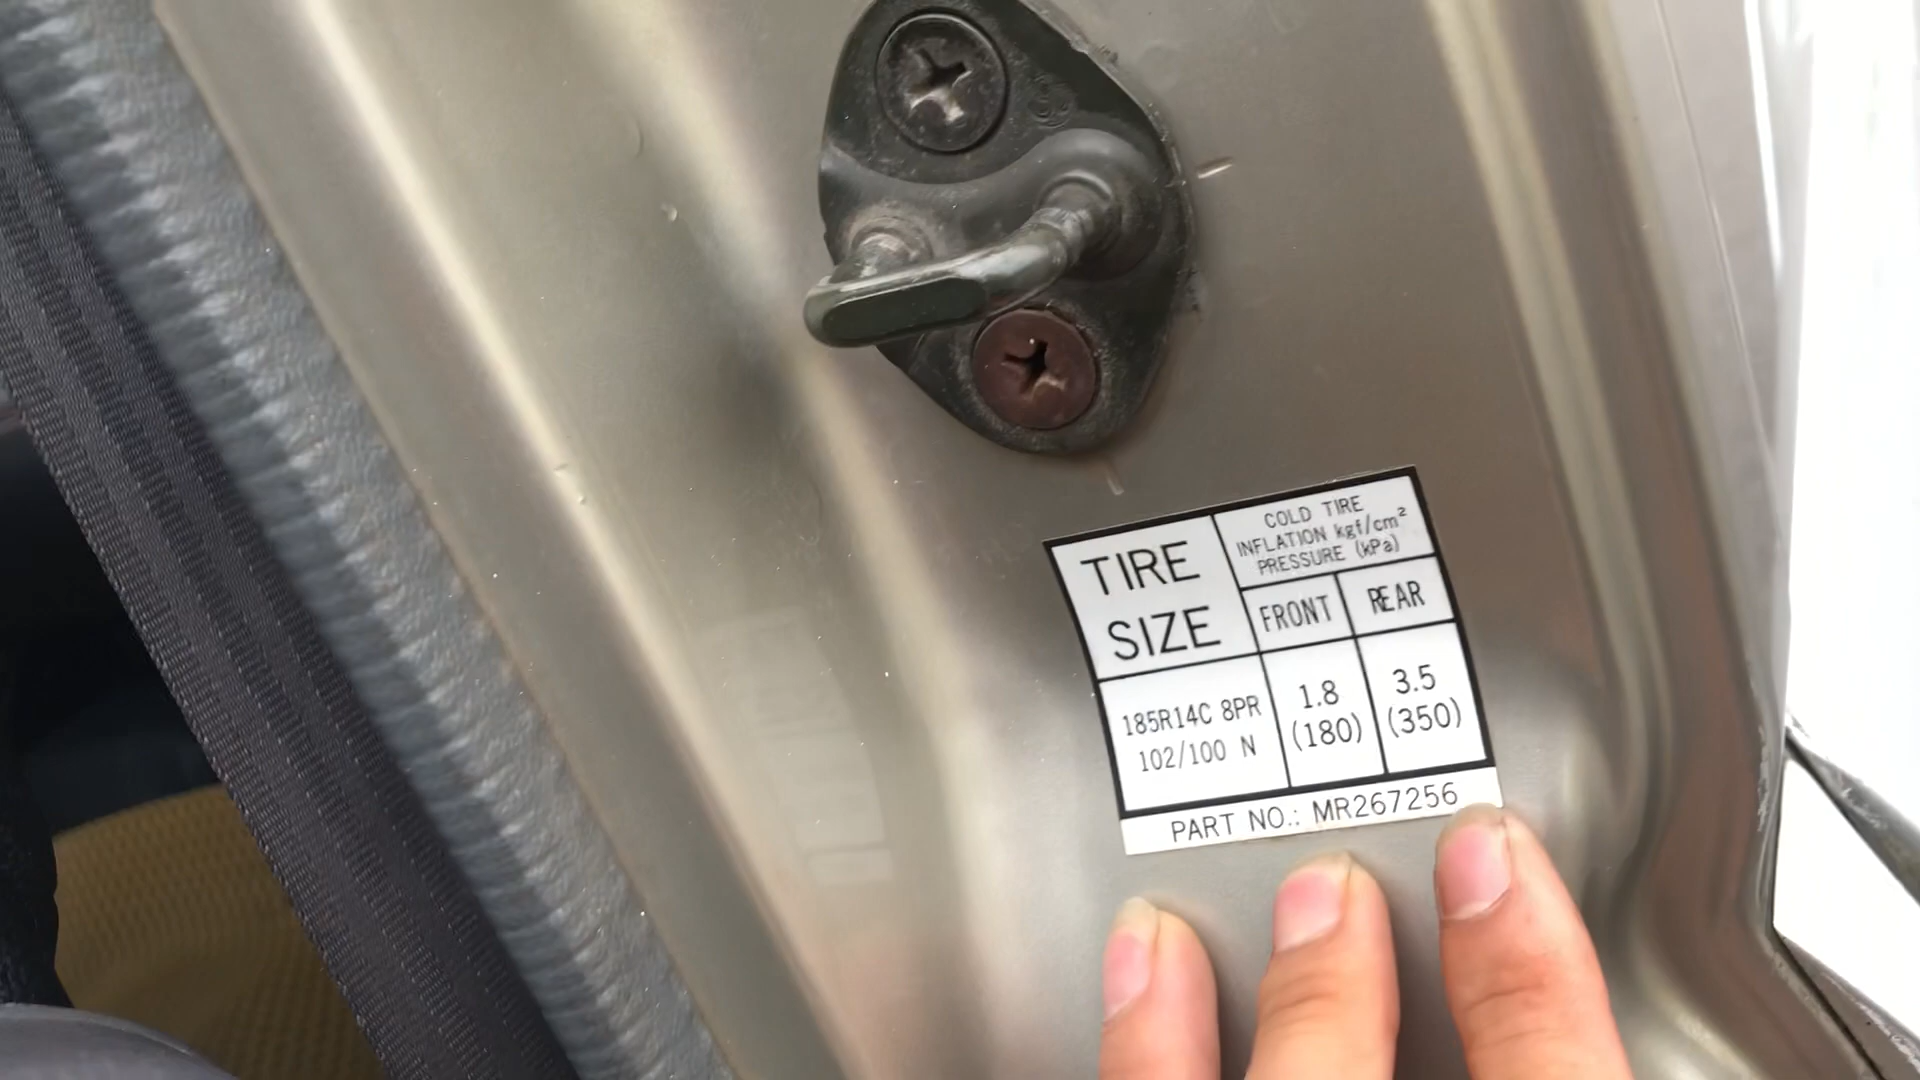 TIRE
SIZE
COLD TIRE
INFLATION kgf/cm²
PRESSURE (kPa)
FRONT
REAR
185R14C 8PR
102/100 N
1.8
(180)
3.5
(350)
PART NO.: MR267256